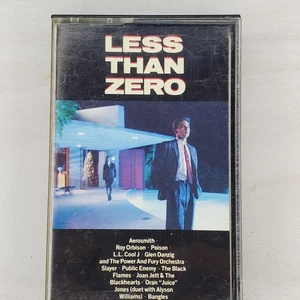 LESS
THAN
ZERO
Aerosmith ·
Roy Orbison · Poison ·
L.L. Cool J · Glen Danzig
and The Power And Fury Orchestra ·
Slayer · Public Enemy · The Black
Flames · Joan Jett & The
Blackhearts · Oran "Juice"
Jones (duet with Alyson
Williams) · Bangles